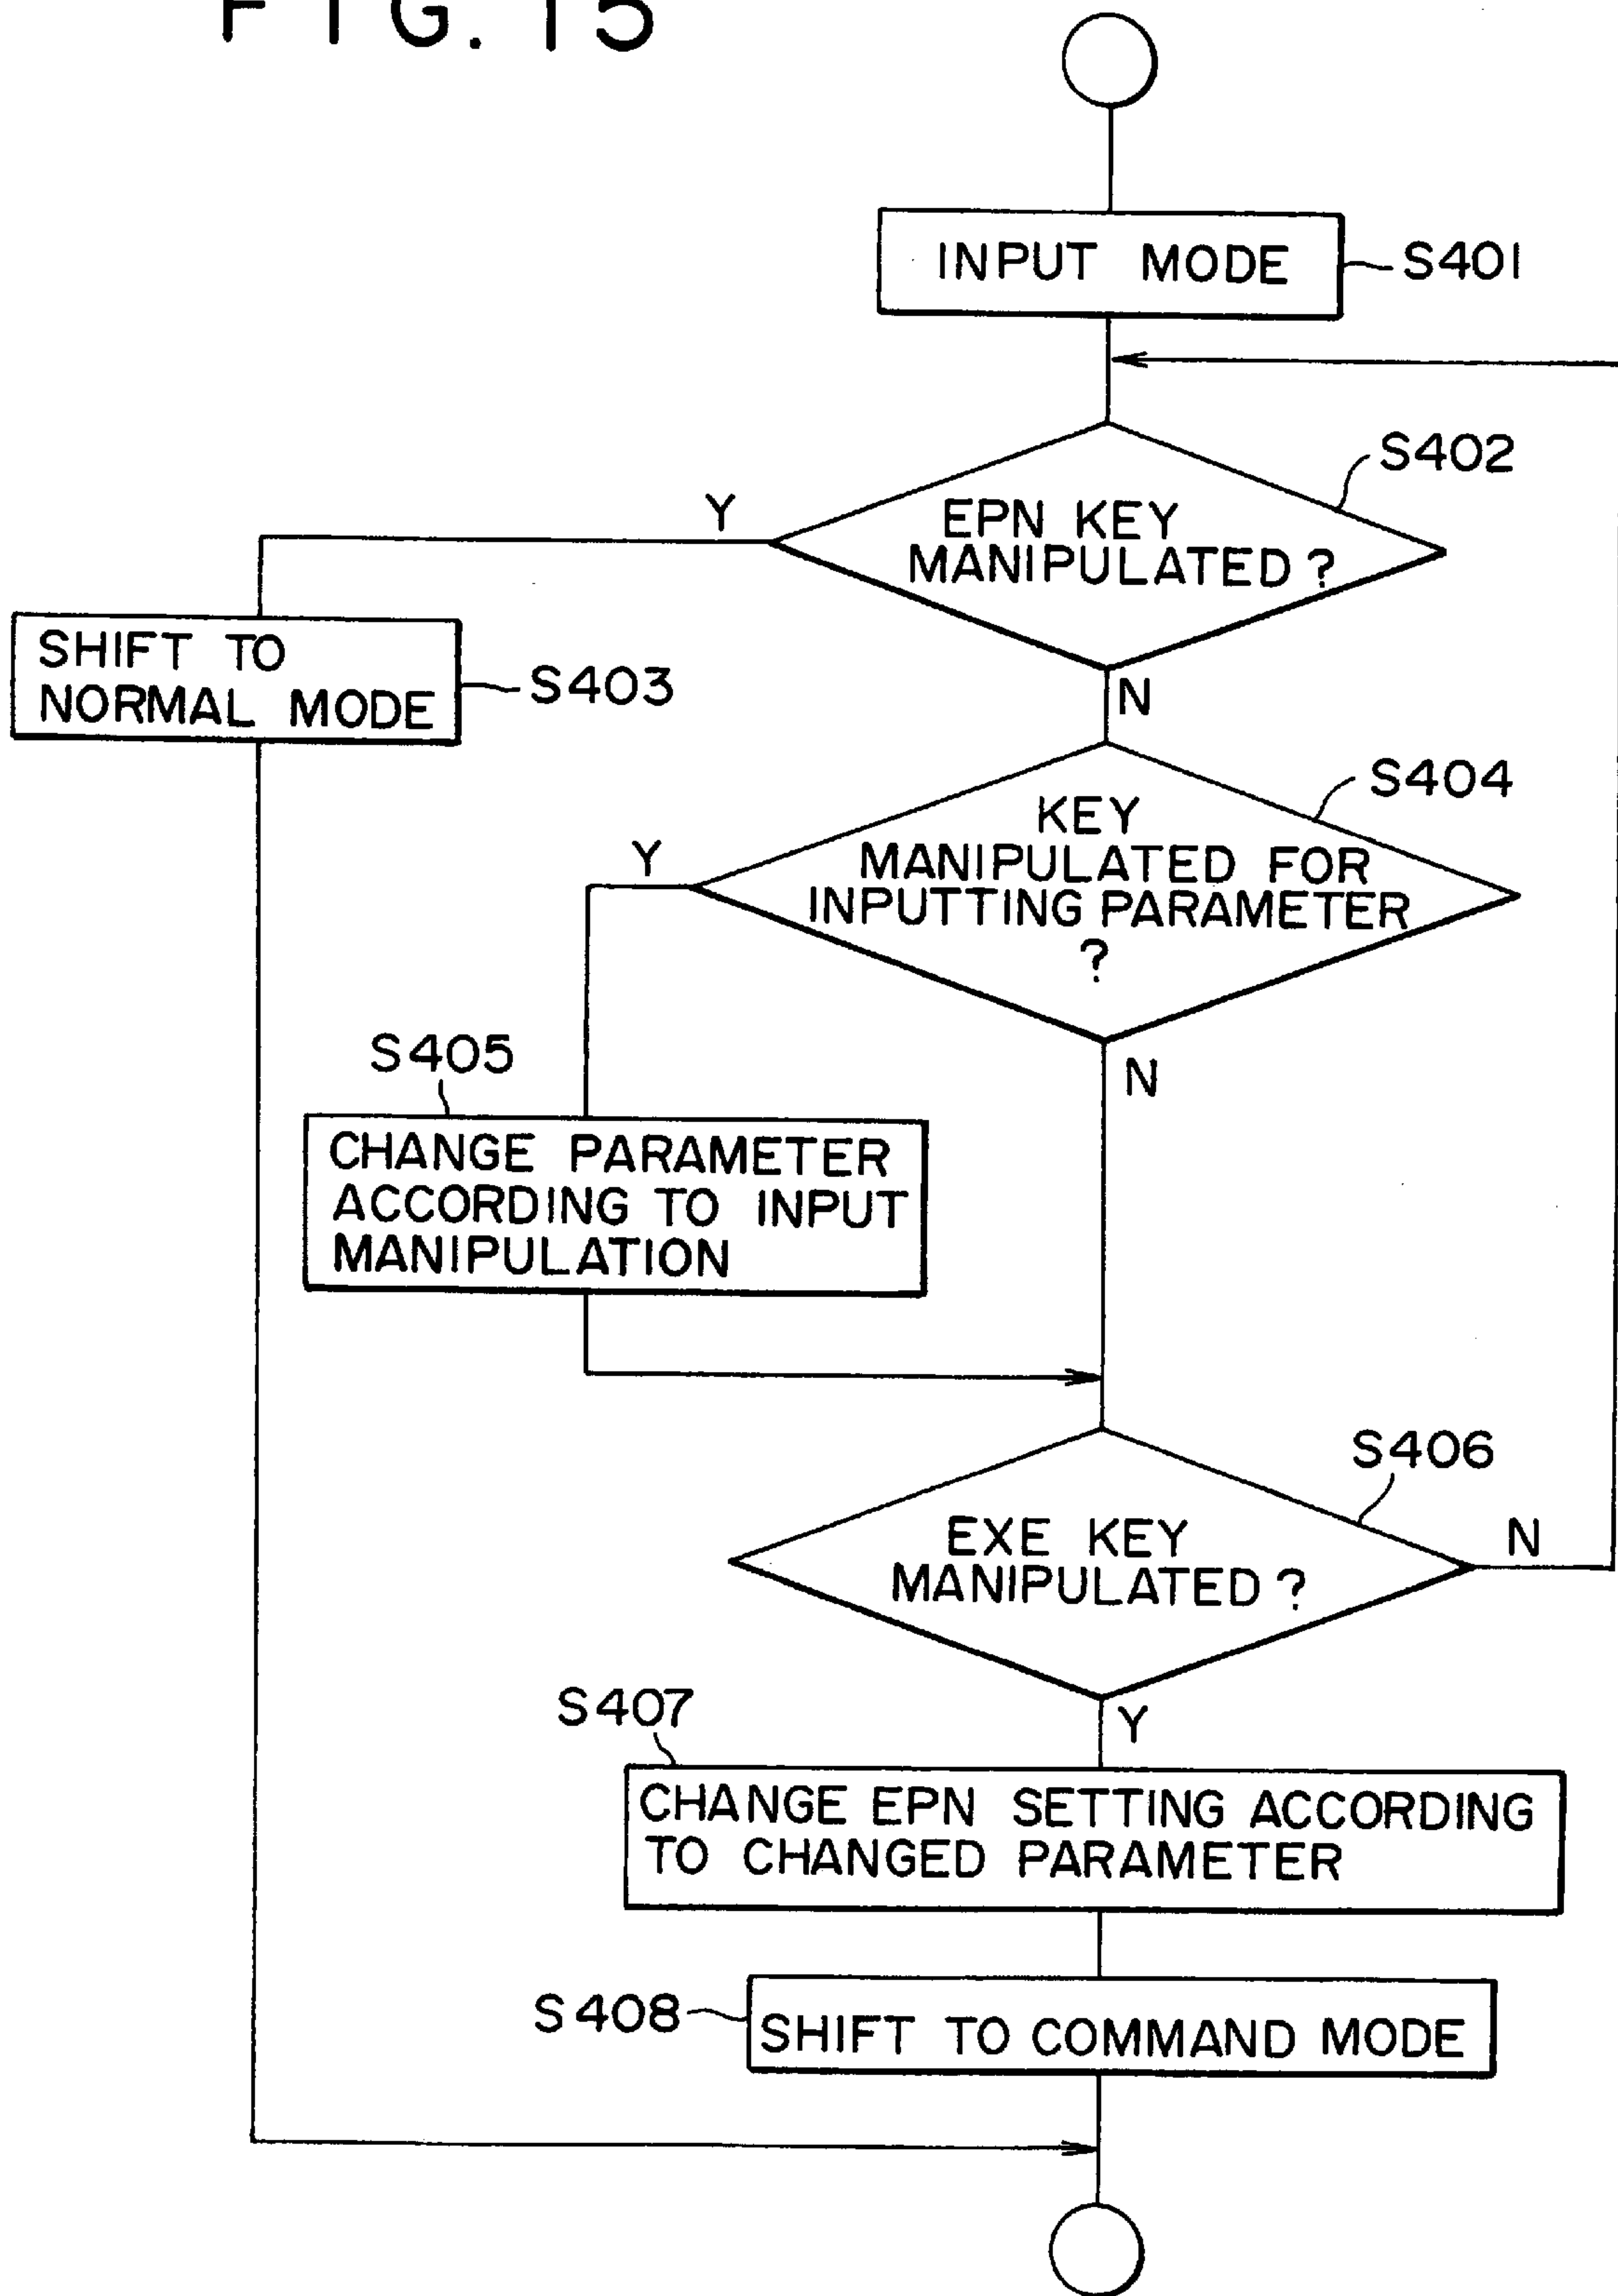 FIG. 15
INPUT MODE
S401
S402
Y
EPN KEY
MANIPULATED ?
SHIFT TO
NORMAL MODE
S403
N
S404
Y
KEY
MANIPULATED FOR
INPUTTING PARAMETER
?
S405
N
CHANGE PARAMETER
ACCORDING TO INPUT
MANIPULATION
S406
EXE KEY
MANIPULATED ?
N
S407
Y
CHANGE EPN SETTING ACCORDING
TO CHANGED PARAMETER
S408
SHIFT TO COMMAND MODE